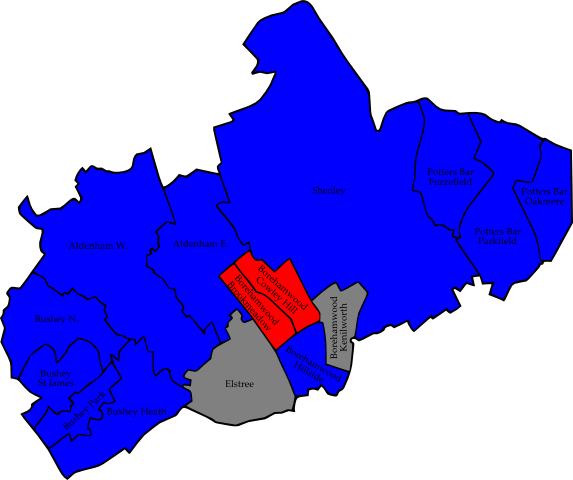 Shenley
Potters Bar
Furzefield
Potters Bar
Oakmere
Potters Bar
Parkfield
Aldenham W.
Aldenham E.
Borehamwood
Cowley Hill
Borehamwood
Brookmeadow
Borehamwood
Kenilworth
Borehamwood
Hillside
Elstree
Bushey N.
Bushey
St James
Bushey Park
Bushey Heath